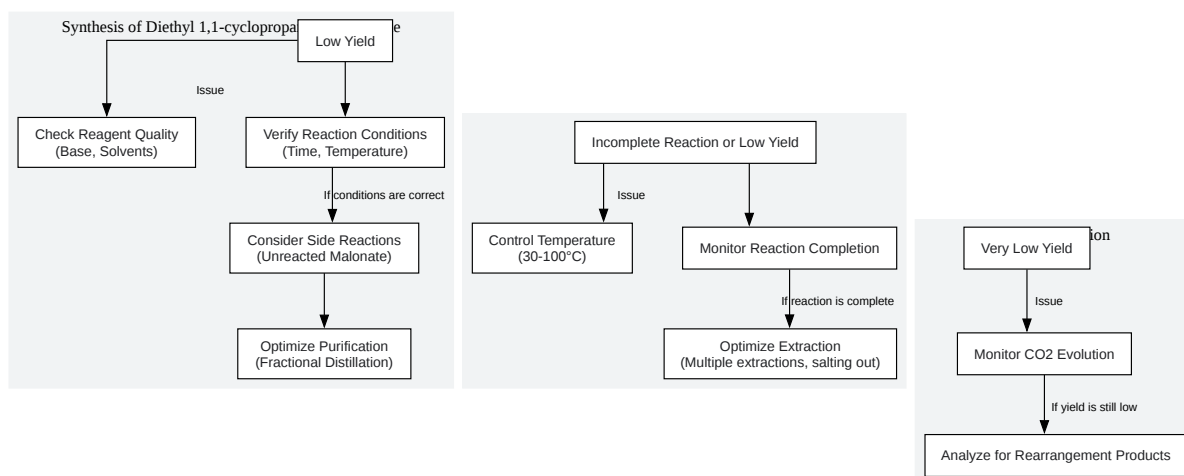 Synthesis of Diethyl
Low Yield
Issue
Check Reagent Quality
(Base, Solvents)
Verify Reaction Conditions
(Time, Temperature)
If conditions are correct
Consider Side Reactions
(Unreacted Malonate)
Optimize Purification
(Fractional Distillation)
Incomplete Reaction or Low Yield
Issue
Control Temperature
(30-100°C)
Monitor Reaction Completion
If reaction is complete
Optimize Extraction
(Multiple extractions, salting out)
Very Low Yield
Issue
Monitor CO2 Evolution
If yield is still low
Analyze for Rearrangement Products